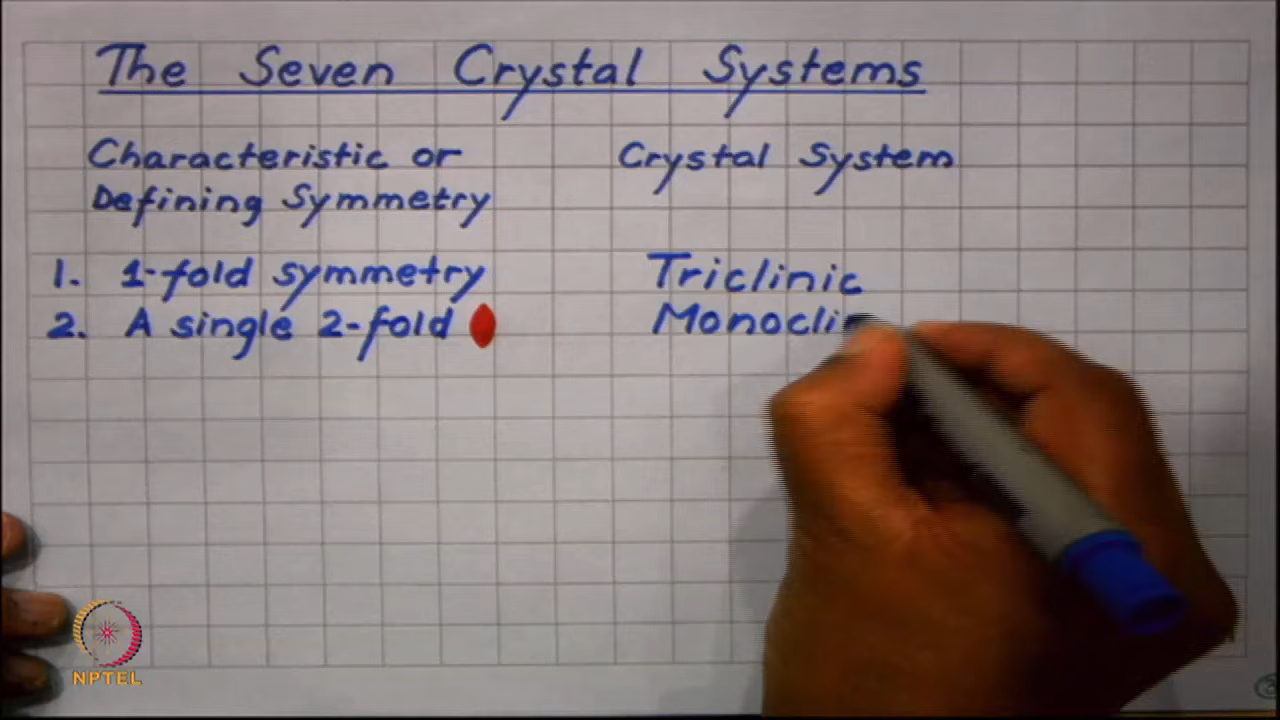 The Seven Crystal Systems
Characteristic or
Defining Symmetry
Crystal System
1. 1-fold symmetry
Triclinic
2. A single 2-fold
Monoclin
NPTEL